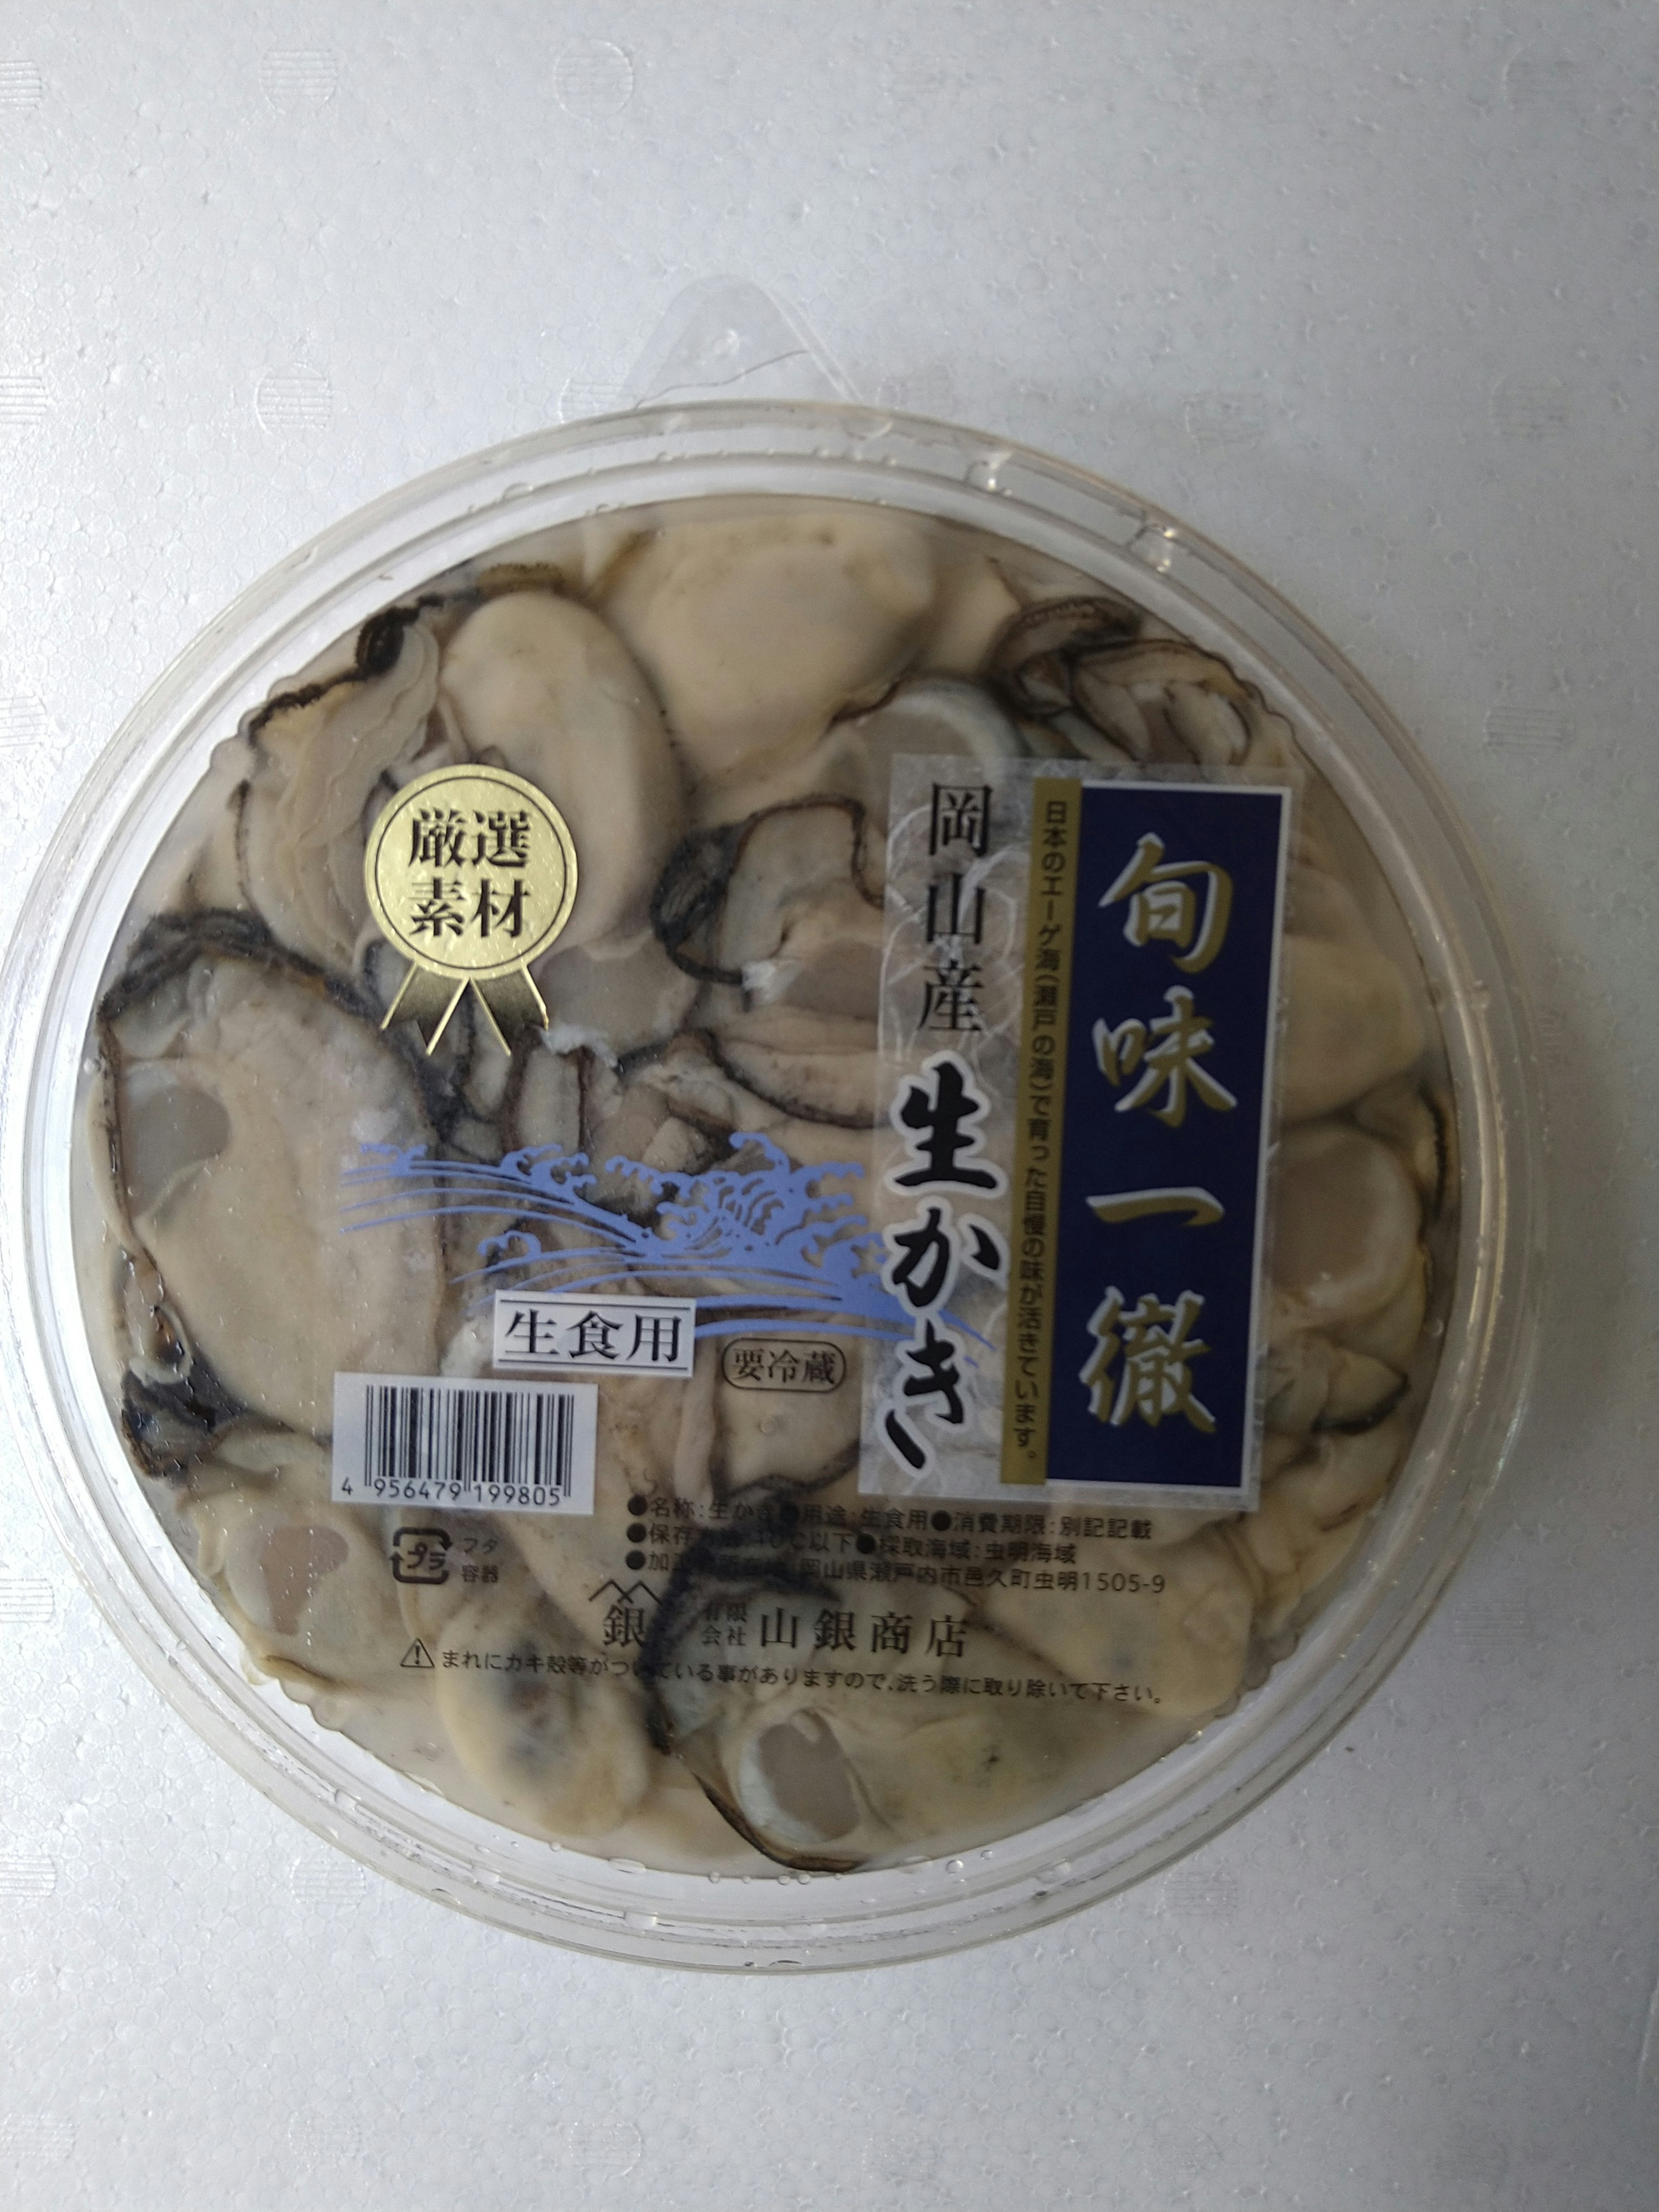 旬味一徹
日本のエーゲ海(瀬戸の海)で育った自慢の味が活きています。
岡山産
生かき
厳選
素材
生食用
要冷蔵
4 956479 199805
●名称:生かき●用途:生食用●消費期限:別記記載
●保存 10℃以下●採取海域:虫明海域
●加工 所在地 岡山県瀬戸内市邑久町虫明1505-9
プラ
フタ
容器
銀 有限会社 山銀商店
まれにカキ殻等がついている事がありますので、洗う際に取り除いて下さい。